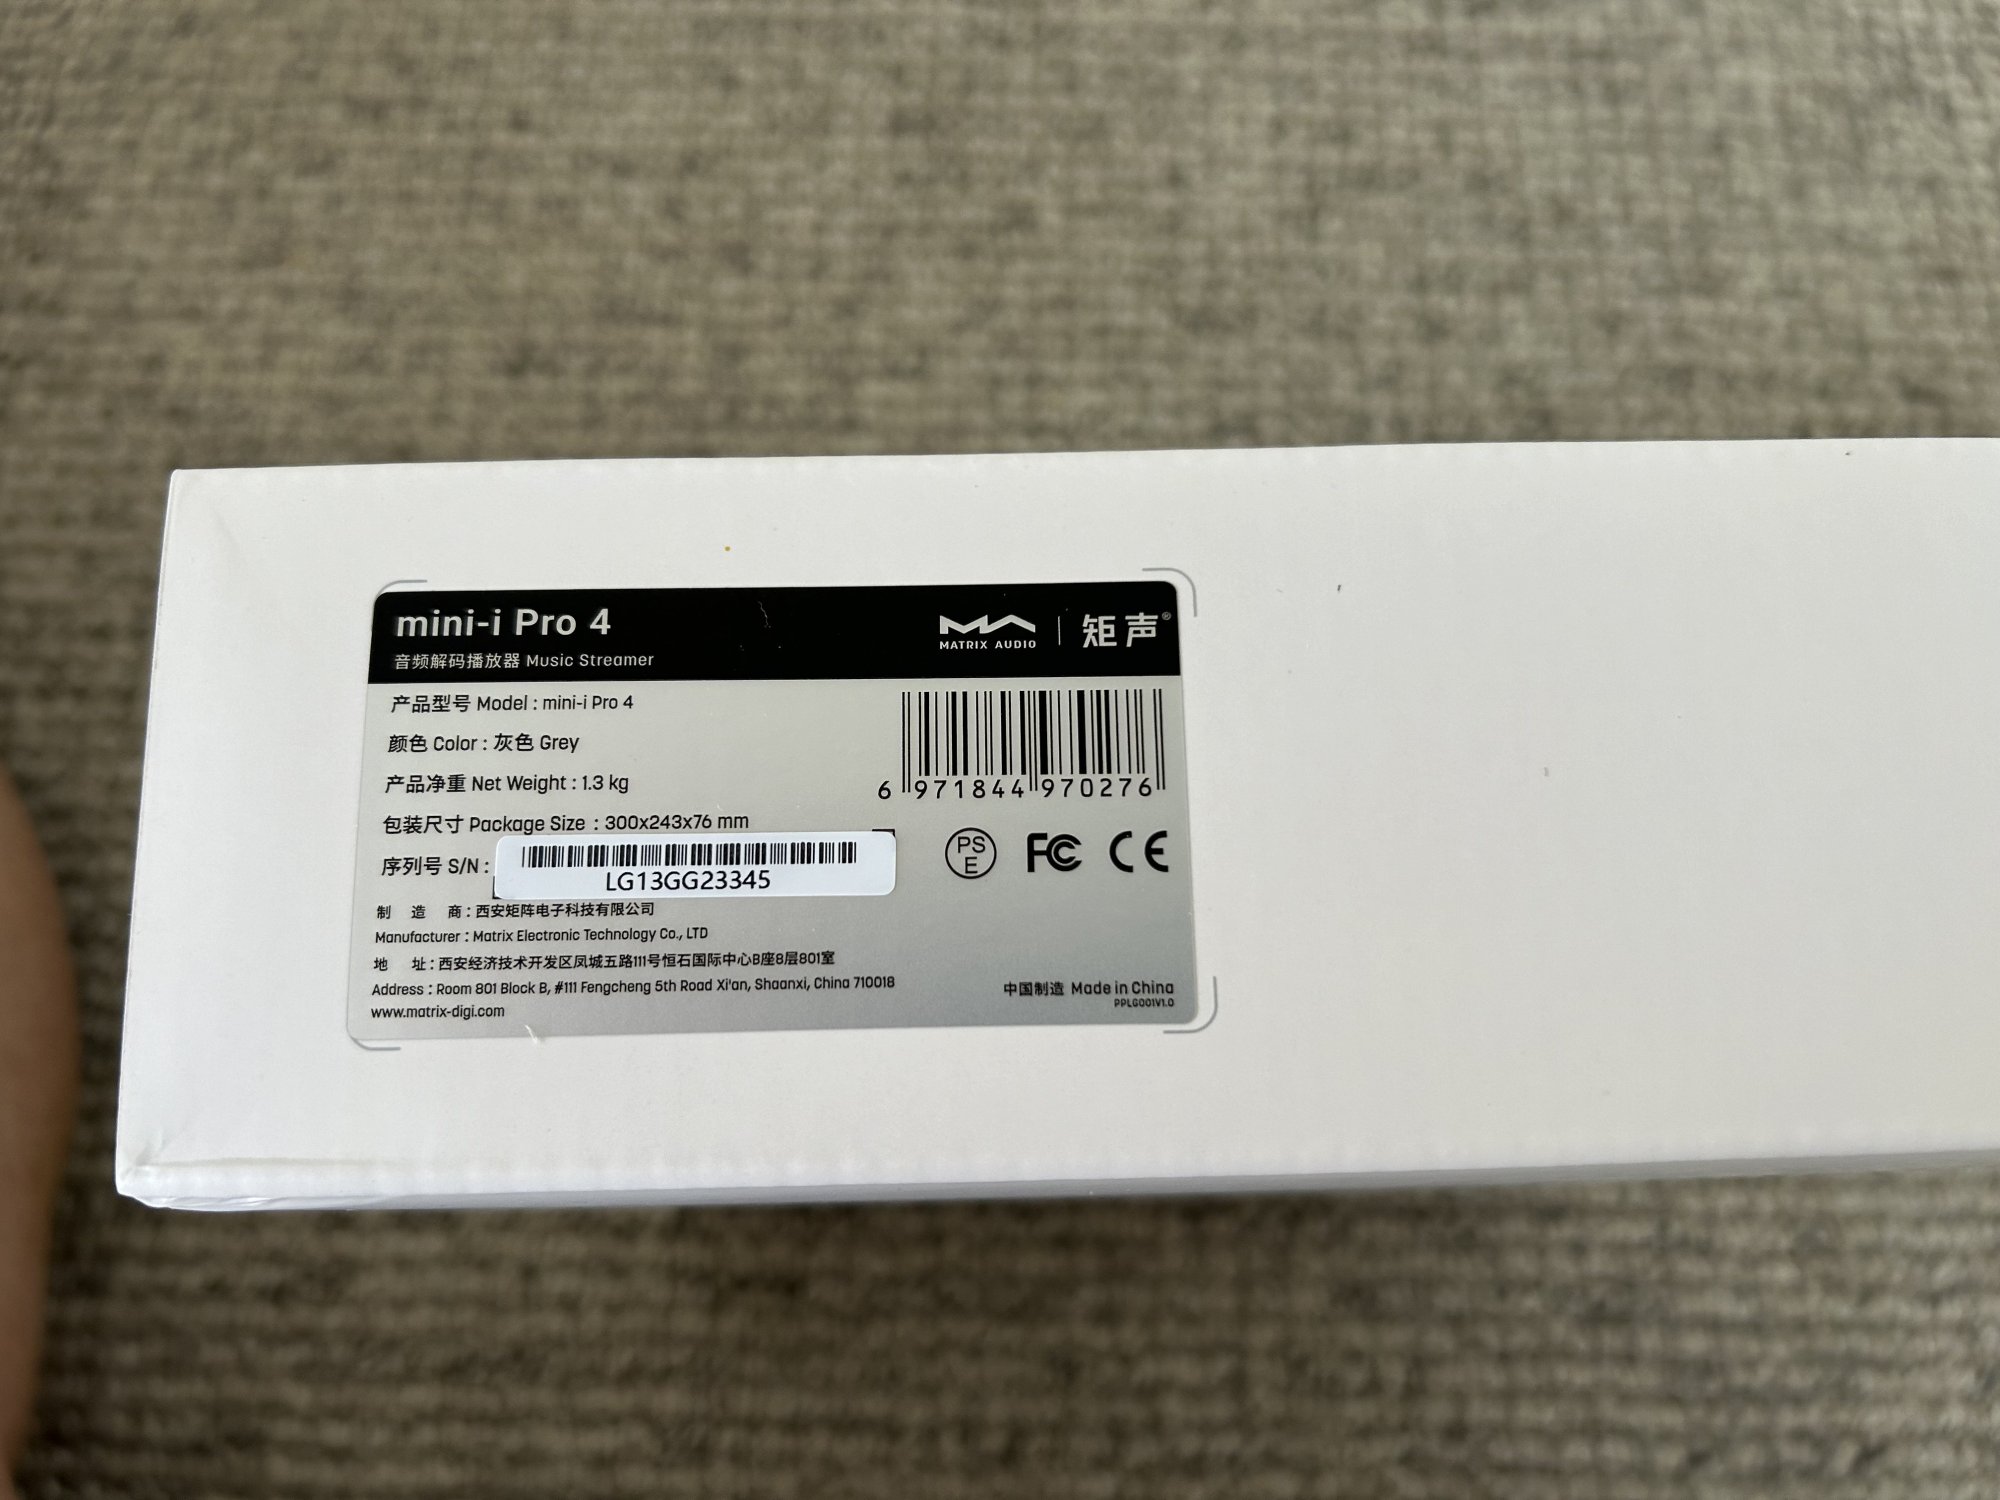 mini-i Pro 4
音频解码播放器 Music Streamer
MATRIX AUDIO | 矩声®
产品型号 Model : mini-i Pro 4
颜色 Color : 灰色 Grey
产品净重 Net Weight : 1.3 kg
包装尺寸 Package Size : 300x243x76 mm
序列号 S/N :
LG13GG23345
6 971844 970276
PS
E
FC CE
制 造 商 : 西安矩阵电子科技有限公司
Manufacturer : Matrix Electronic Technology Co., LTD
地 址 : 西安经济技术开发区凤城五路111号恒石国际中心B座8层801室
Address : Room 801 Block B, #111 Fengcheng 5th Road Xi'an, Shaanxi, China 710018
www.matrix-digi.com
中国制造 Made in China
PPLG001V1.0